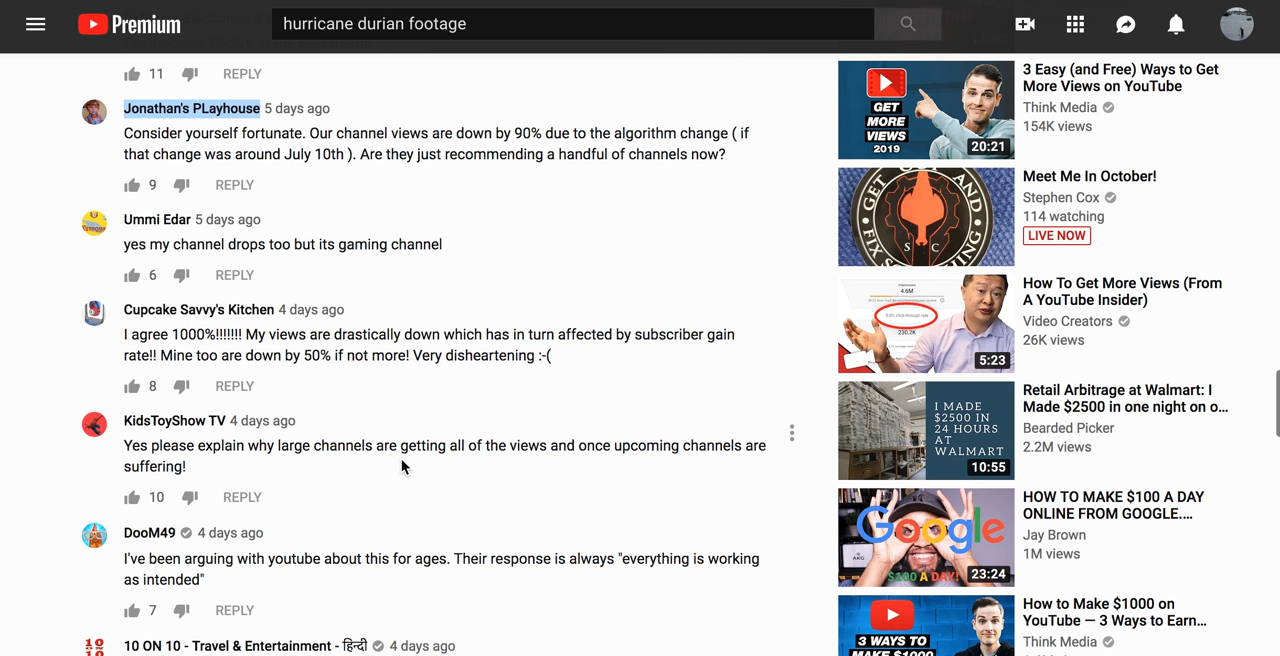 Premium
hurricane durian footage
11 REPLY
Jonathan's PLayhouse 5 days ago
Consider yourself fortunate. Our channel views are down by 90% due to the algorithm change ( if
that change was around July 10th ). Are they just recommending a handful of channels now?
9 REPLY
Ummi Edar 5 days ago
yes my channel drops too but its gaming channel
6 REPLY
Cupcake Savvy's Kitchen 4 days ago
I agree 1000%!!!!!!! My views are drastically down which has in turn affected by subscriber gain
rate!! Mine too are down by 50% if not more! Very disheartening :-(
8 REPLY
KidsToyShow TV 4 days ago
Yes please explain why large channels are getting all of the views and once upcoming channels are
suffering!
10 REPLY
DooM49 4 days ago
I've been arguing with youtube about this for ages. Their response is always "everything is working
as intended"
7 REPLY
10 ON 10 - Travel & Entertainment - हिन्दी 4 days ago
GET
MORE
VIEWS
2019
20:21
3 Easy (and Free) Ways to Get
More Views on YouTube
Think Media
154K views
GET OUT AND
FIX SOMETHING
S C
Meet Me In October!
Stephen Cox
114 watching
LIVE NOW
4.6M
230.2K
5:23
How To Get More Views (From
A YouTube Insider)
Video Creators
26K views
I MADE
$2500 IN
24 HOURS
AT
WALMART
10:55
Retail Arbitrage at Walmart: I
Made $2500 in one night on o...
Bearded Picker
2.2M views
Google
$100 A DAY!
23:24
HOW TO MAKE $100 A DAY
ONLINE FROM GOOGLE....
Jay Brown
1M views
3 WAYS TO
MAKE $1000
How to Make $1000 on
YouTube — 3 Ways to Earn...
Think Media